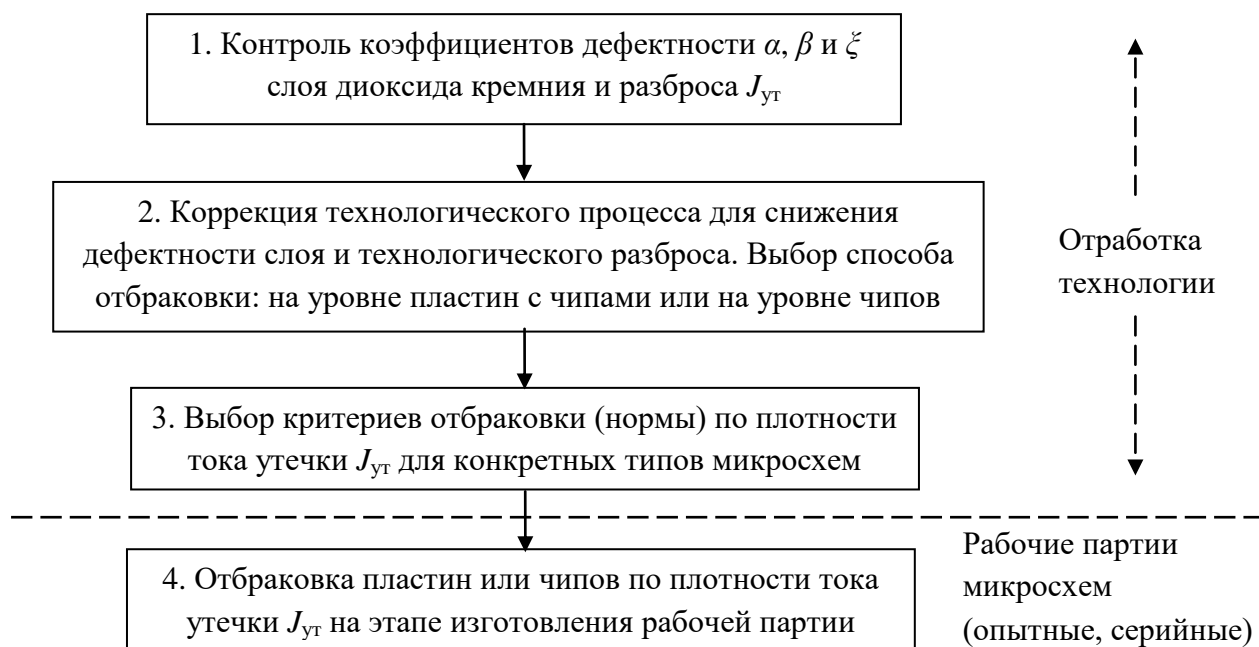 1. Контроль коэффициентов дефектности α, β и ξ
слоя диоксида кремния и разброса Jут
2. Коррекция технологического процесса для снижения
дефектности слоя и технологического разброса. Выбор способа
отбраковки: на уровне пластин с чипами или на уровне чипов
Отработка
технологии
3. Выбор критериев отбраковки (нормы) по плотности
тока утечки Jут для конкретных типов микросхем
4. Отбраковка пластин или чипов по плотности тока
утечки Jут на этапе изготовления рабочей партии
Рабочие партии
микросхем
(опытные, серийные)